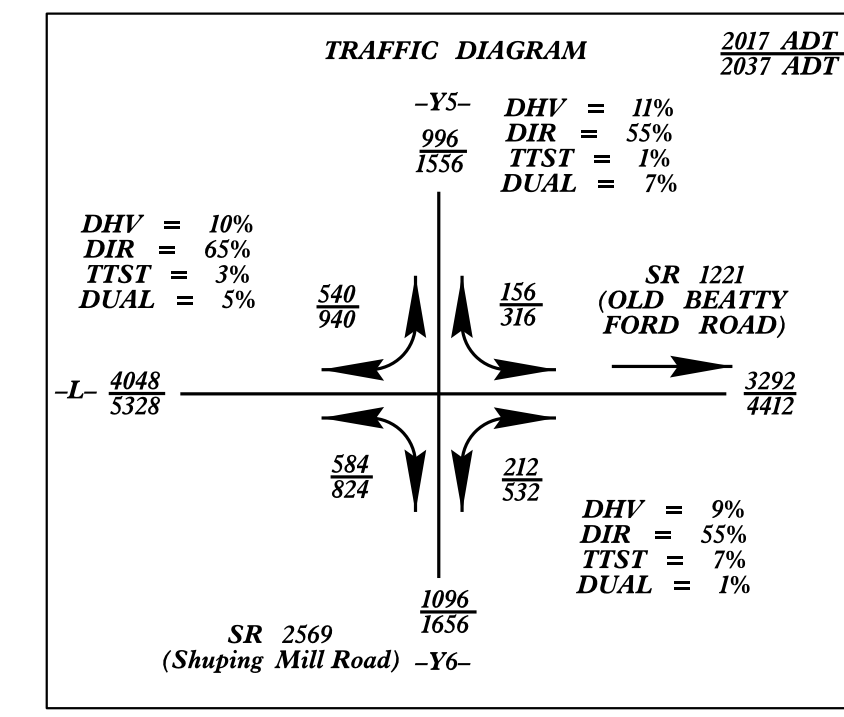 TRAFFIC DIAGRAM
2017 ADT
2037 ADT
–Y5–
996
1556
DHV = 11%
DIR = 55%
TTST = 1%
DUAL = 7%
DHV = 10%
DIR = 65%
TTST = 3%
DUAL = 5%
540
940
156
316
SR 1221
(OLD BEATTY
FORD ROAD)
–L– 4048
5328
3292
4412
584
824
212
532
DHV = 9%
DIR = 55%
TTST = 7%
DUAL = 1%
1096
1656
SR 2569
(Shuping Mill Road) –Y6–